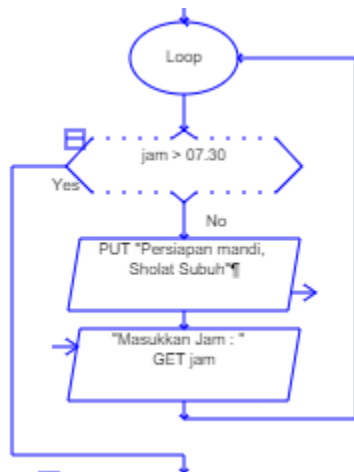 Loop
jam > 07.30
Yes
No
PUT "Persiapan mandi,
Sholat Subuh"¶
"Masukkan Jam : "
GET jam